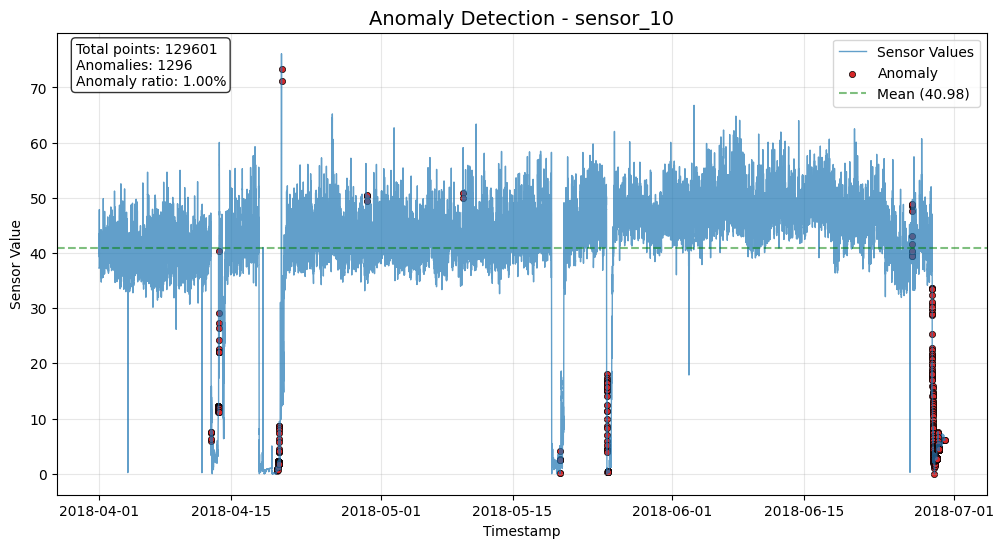 Anomaly Detection - sensor_10
Total points: 129601
Anomalies: 1296
Anomaly ratio: 1.00%
Sensor Values
Anomaly
Mean (40.98)
Sensor Value
70
60
50
40
30
20
10
0
2018-04-01 2018-04-15 2018-05-01 2018-05-15 2018-06-01 2018-06-15 2018-07-01
Timestamp